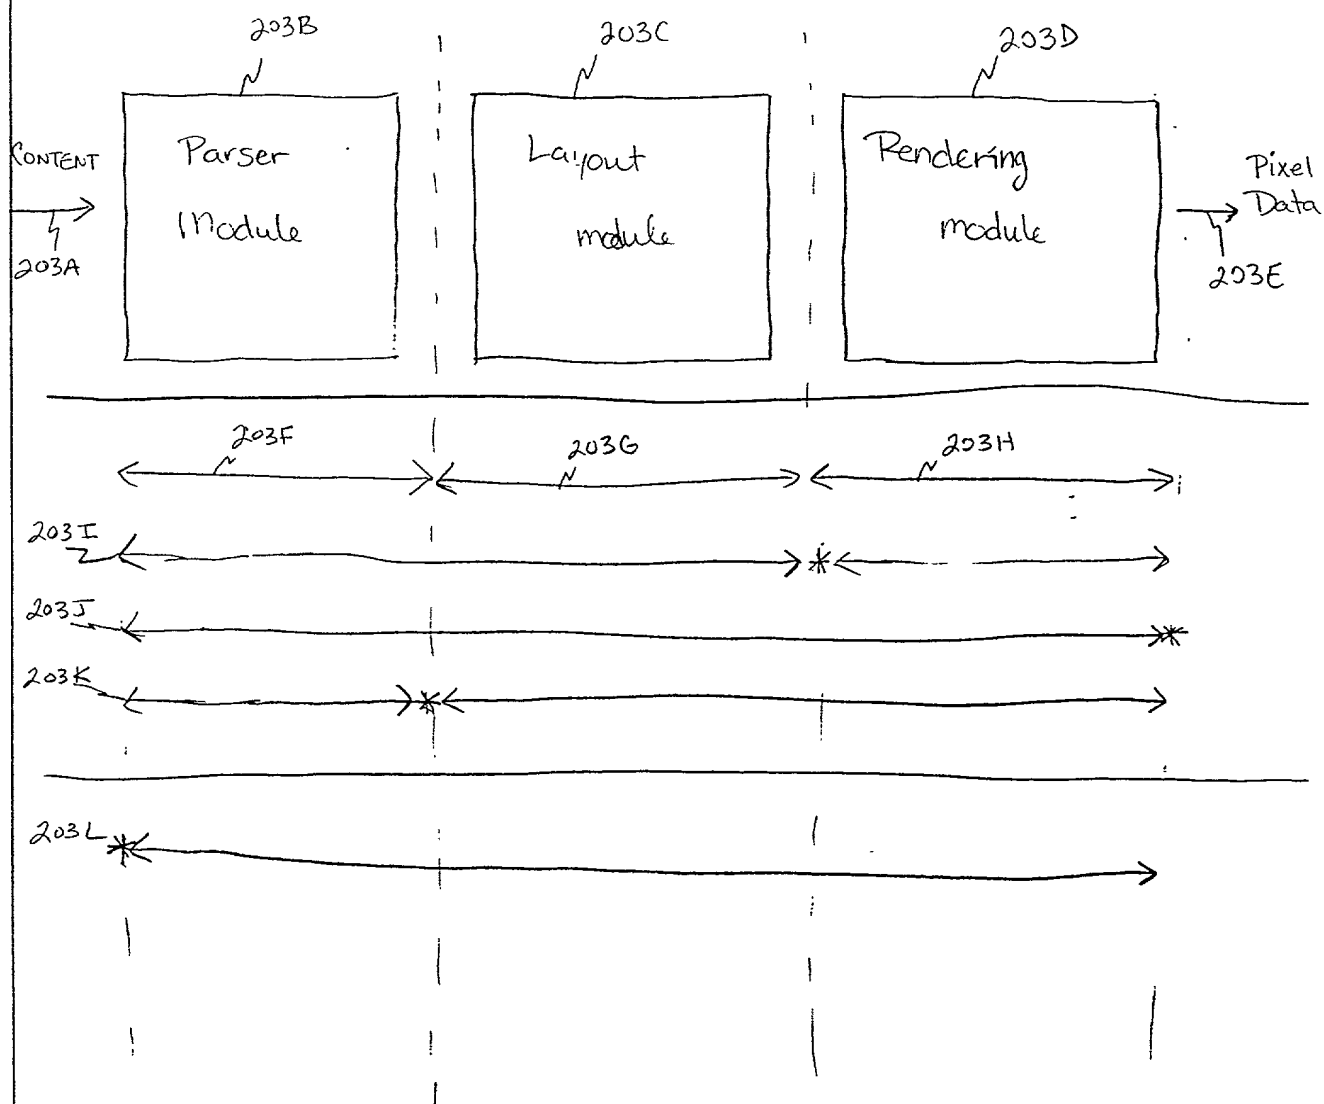 203B
203C
203D
CONTENT
Parser
Module
Layout
module
Rendering
module
Pixel
Data
203A
203E
203F
203G
203H
203I
203J
203K
203L